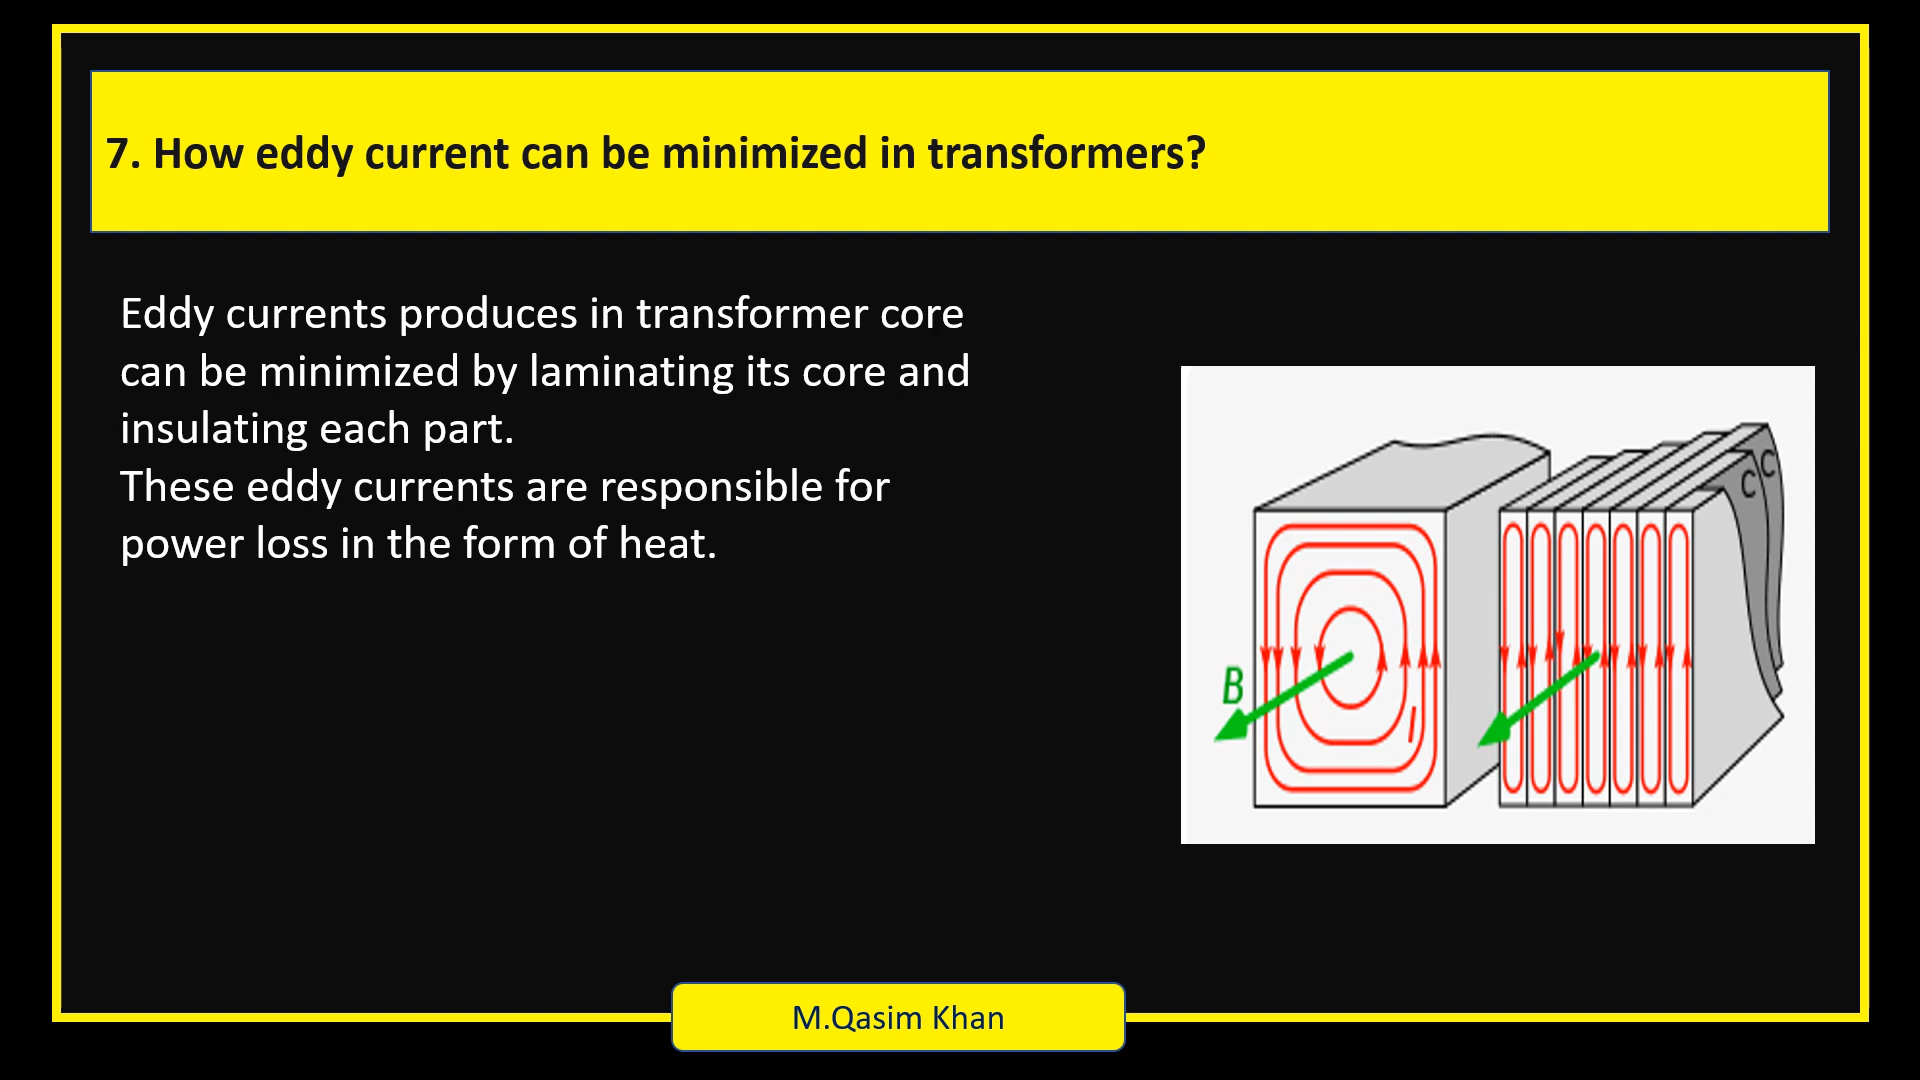 7. How eddy current can be minimized in transformers?
Eddy currents produces in transformer core
can be minimized by laminating its core and
insulating each part.
These eddy currents are responsible for
power loss in the form of heat.
B
C
C
M.Qasim Khan